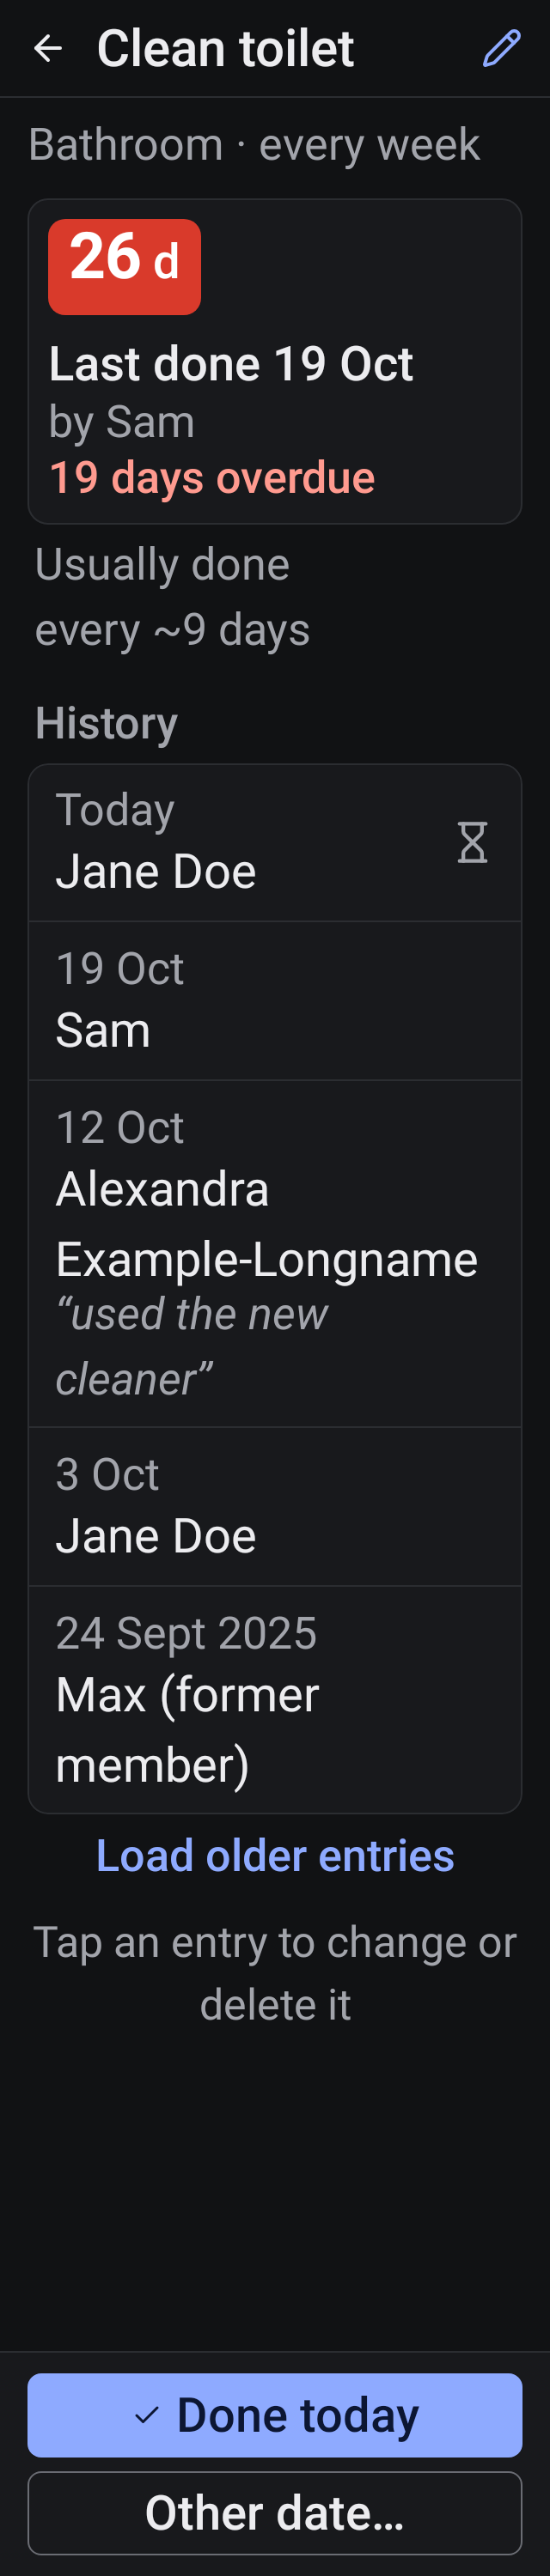 Clean toilet
Bathroom · every week
26 d
Last done 19 Oct
by Sam
19 days overdue
Usually done
every ~9 days
History
Today
Jane Doe
19 Oct
Sam
12 Oct
Alexandra
Example-Longname
“used the new
cleaner”
3 Oct
Jane Doe
24 Sept 2025
Max (former
member)
Load older entries
Tap an entry to change or
delete it
Done today
Other date…